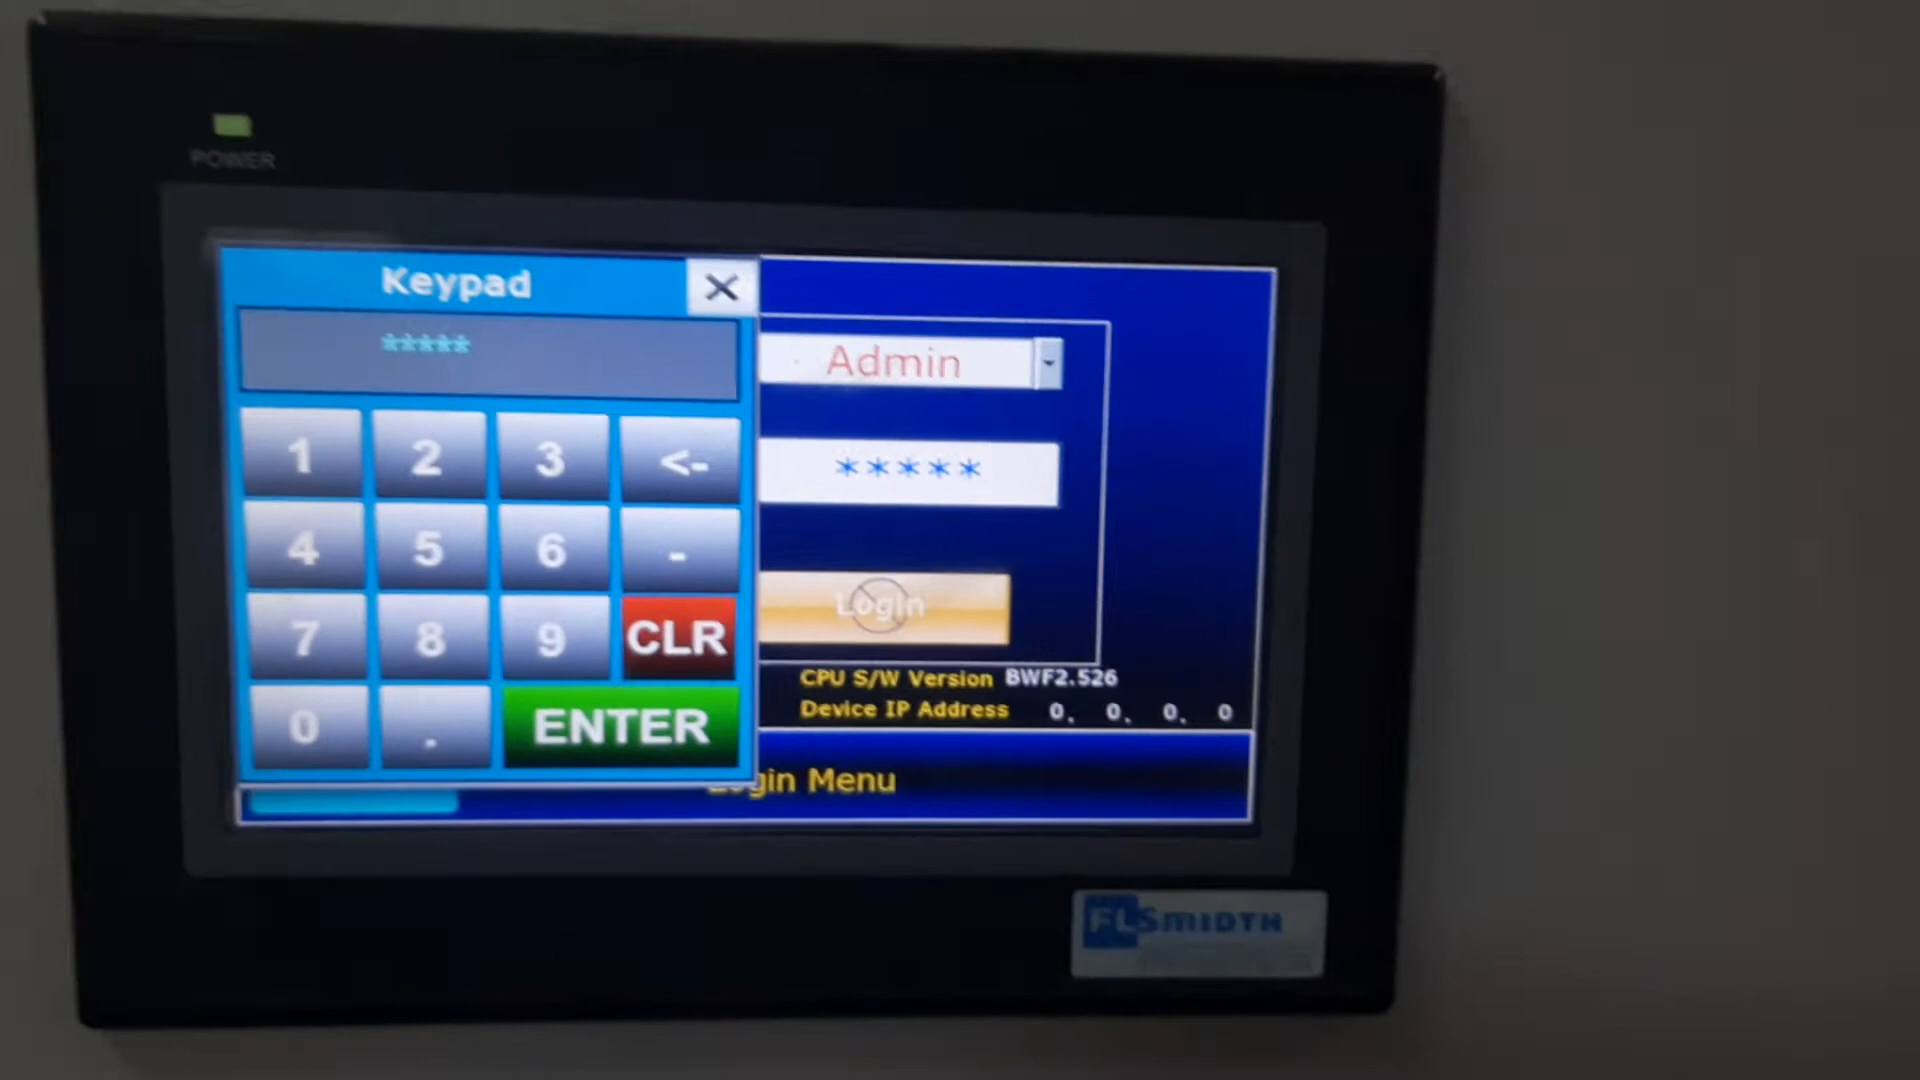 POWER
Keypad
*****
1 2 3 <-
4 5 6 -
7 8 9 CLR
0 . ENTER
Admin
*****
Login
CPU S/W Version BWF2.526
Device IP Address 0. 0. 0. 0
Menu
FLSMIDTH